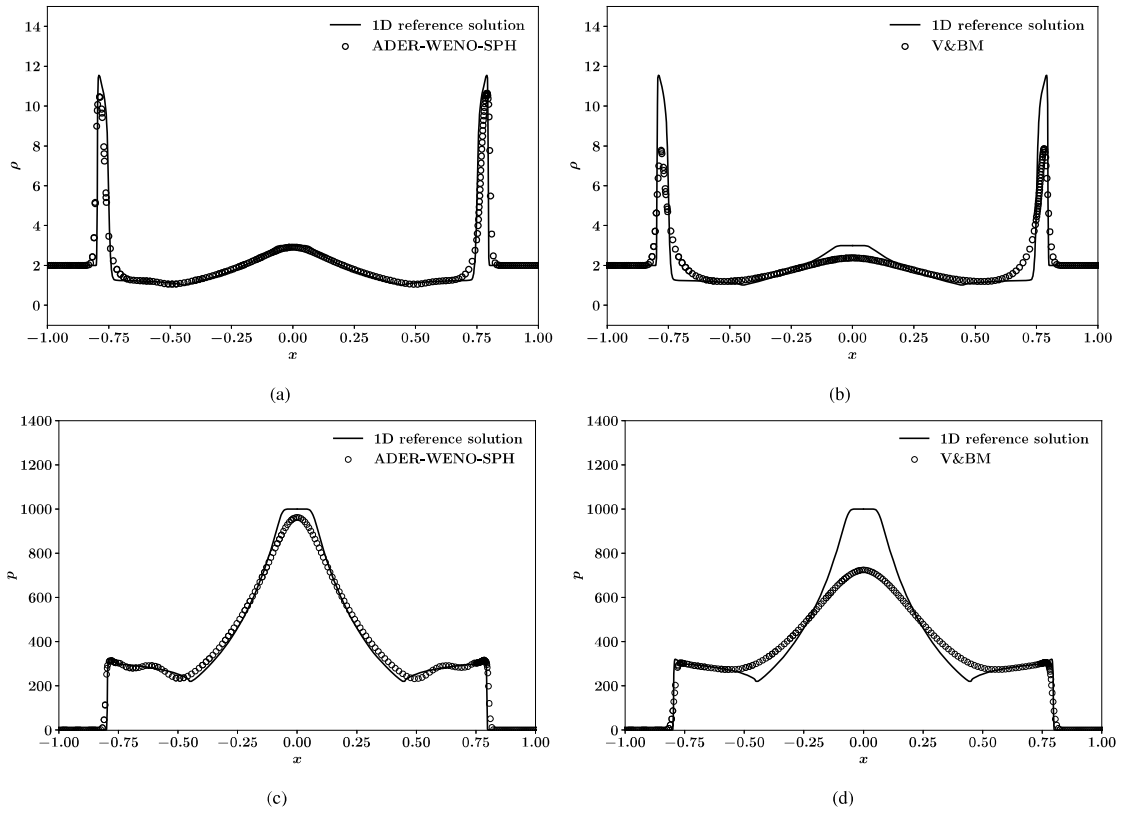 14
12
10
8
6
4
2
0
ρ
1D reference solution
ADER-WENO-SPH
−1.00 −0.75 −0.50 −0.25 0.00 0.25 0.50 0.75 1.00
x
(a)
14
12
10
8
6
4
2
0
ρ
1D reference solution
V&BM
−1.00 −0.75 −0.50 −0.25 0.00 0.25 0.50 0.75 1.00
x
(b)
1400
1200
1000
800
600
400
200
0
p
1D reference solution
ADER-WENO-SPH
−1.00 −0.75 −0.50 −0.25 0.00 0.25 0.50 0.75 1.00
x
(c)
1400
1200
1000
800
600
400
200
0
p
1D reference solution
V&BM
−1.00 −0.75 −0.50 −0.25 0.00 0.25 0.50 0.75 1.00
x
(d)